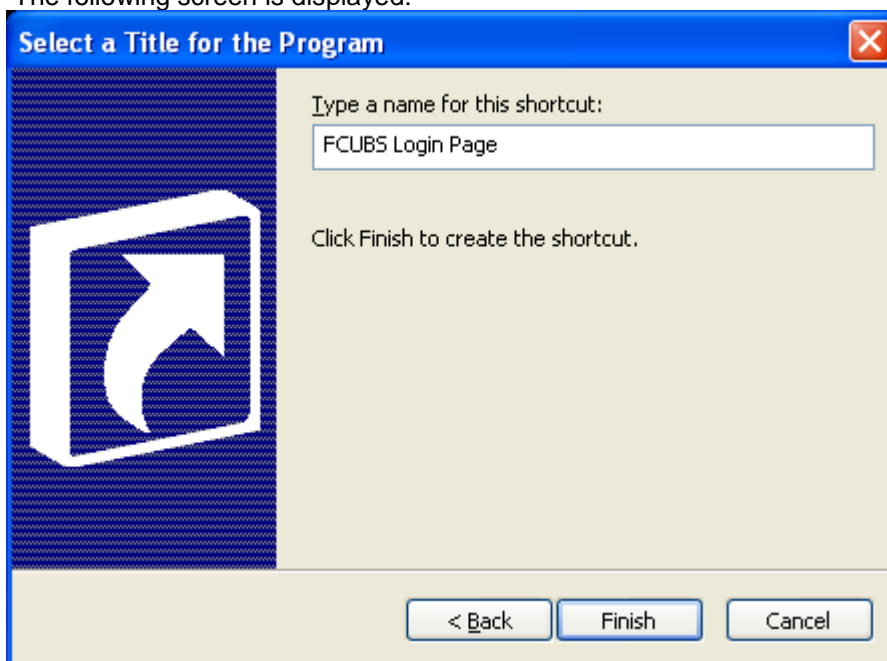 The following screen is displayed:
Select a Title for the Program
Type a name for this shortcut:
FCUBS Login Page
Click Finish to create the shortcut.
< Back Finish Cancel